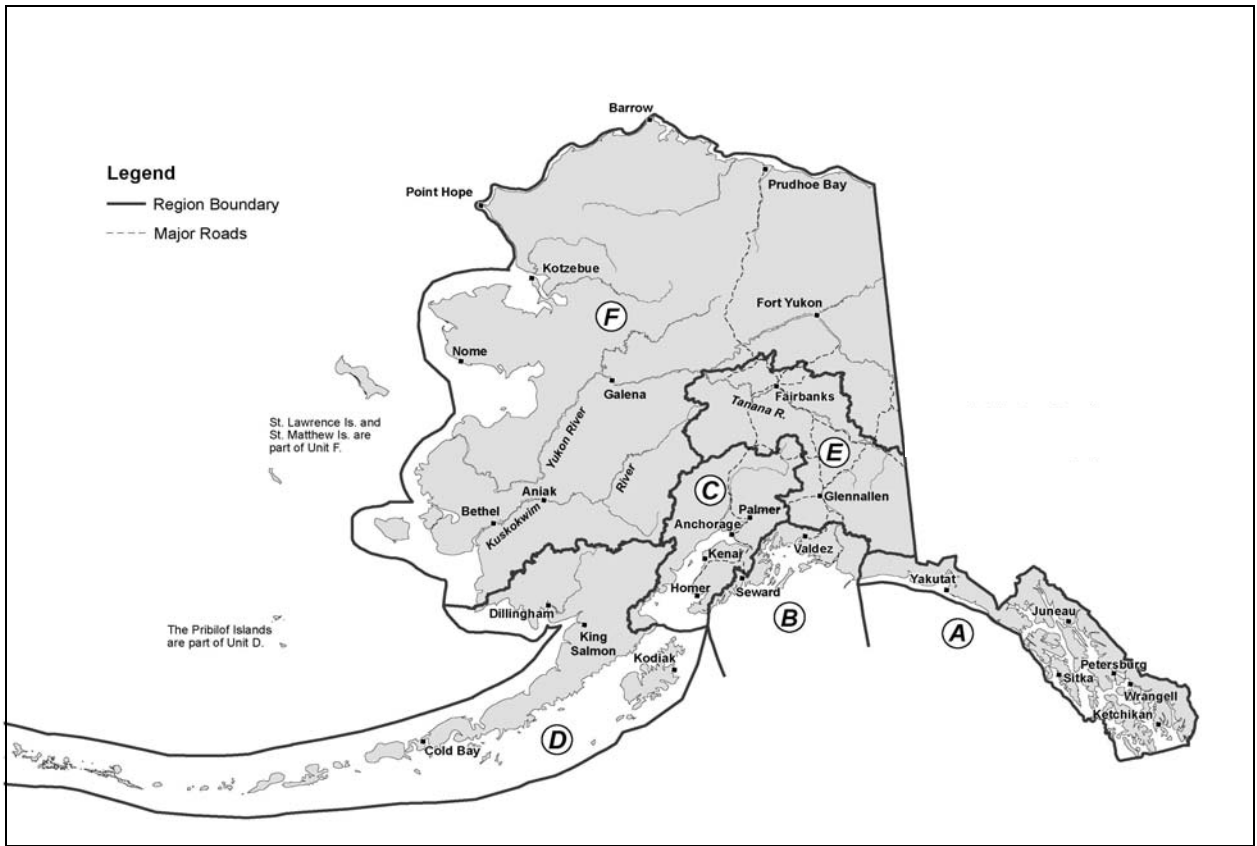 Barrow
Legend
Prudhoe Bay
Region Boundary
Point Hope
Major Roads
Kotzebue
Fort Yukon
F
Nome
Galena
Fairbanks
Tanana R.
St. Lawrence Is. and
St. Matthew Is. are
part of Unit F.
Yukon River
E
River
C
Aniak
Glennallen
Bethel
Kuskokwim
Palmer
Anchorage
Valdez
Kenai
Yakutat
Homer
Seward
Dillingham
B
A
Juneau
The Pribilof Islands
are part of Unit D.
King
Salmon
Kodiak
Petersburg
Sitka
Wrangell
Ketchikan
D
Cold Bay